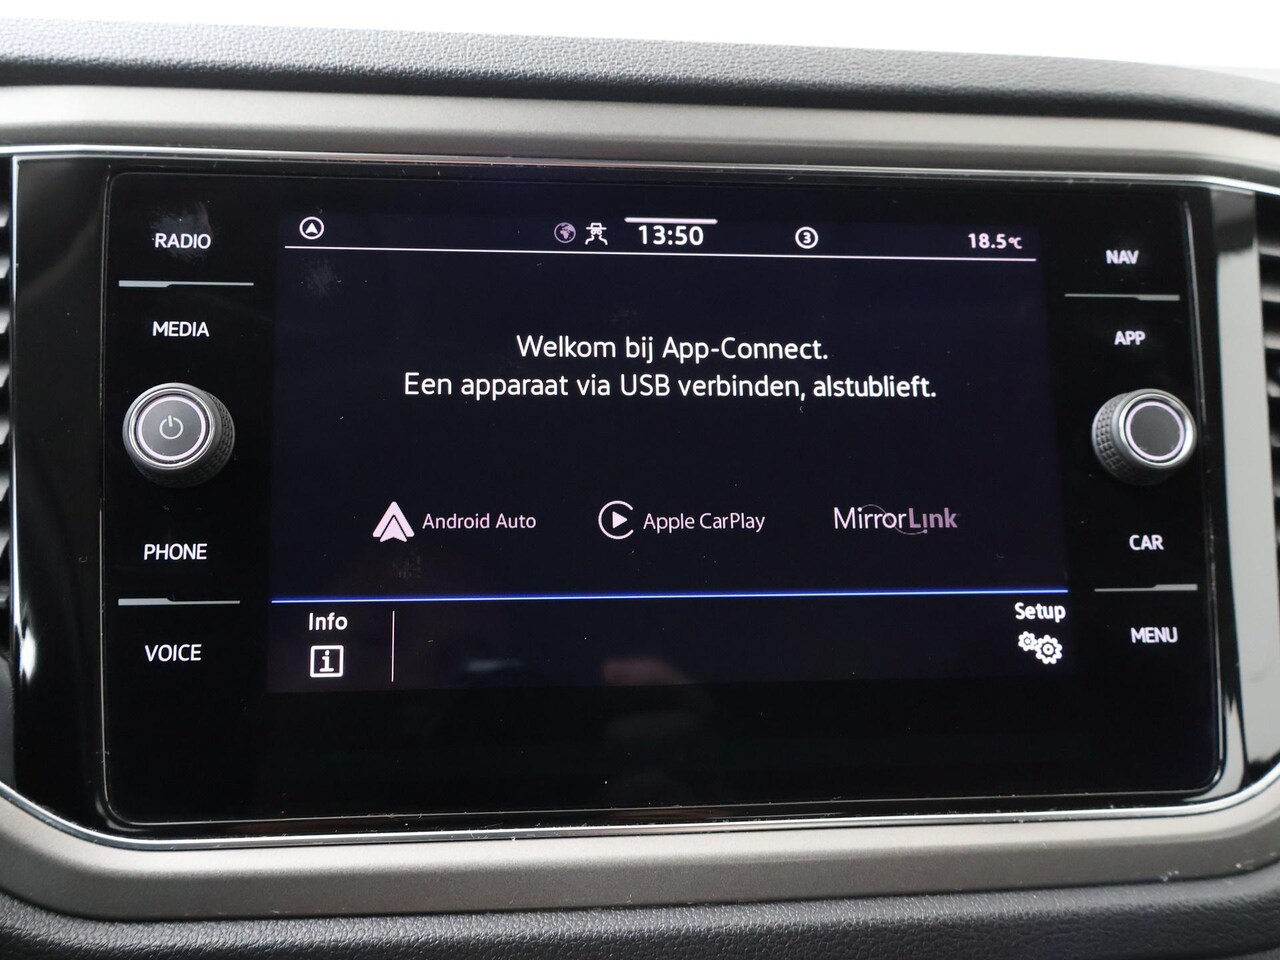 RADIO
MEDIA
PHONE
VOICE
13:50
3
18.5°C
Welkom bij App-Connect.
Een apparaat via USB verbinden, alstublieft.
Android Auto
Apple CarPlay
MirrorLink
Info
i
Setup
NAV
APP
CAR
MENU